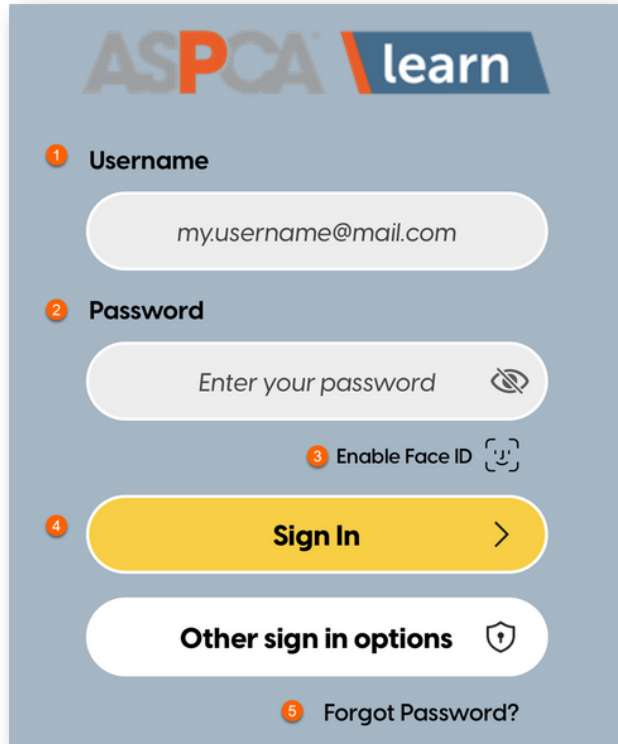 ASPCA learn
1 Username
my.username@mail.com
2 Password
Enter your password
3 Enable Face ID
4 Sign In
Other sign in options
5 Forgot Password?